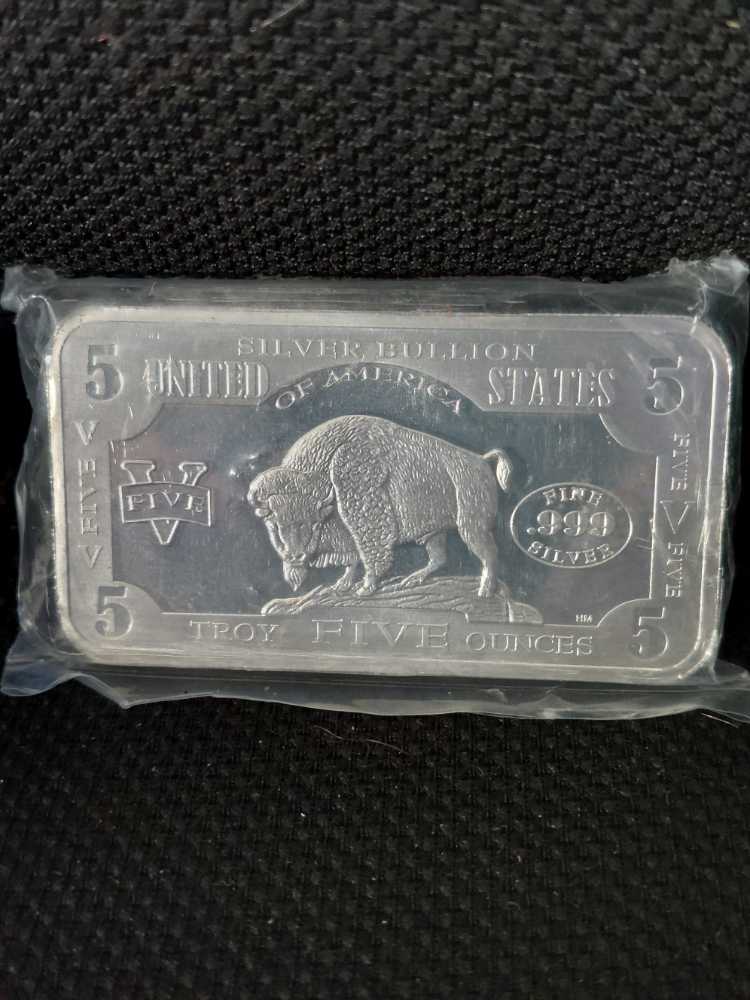 SILVER BULLION
5 UNITED STATES 5
OF AMERICA
V FIVE V
FIVE V FIVE
V
FIVE
FINE
.999
SILVER
HM
5 5
TROY FIVE OUNCES